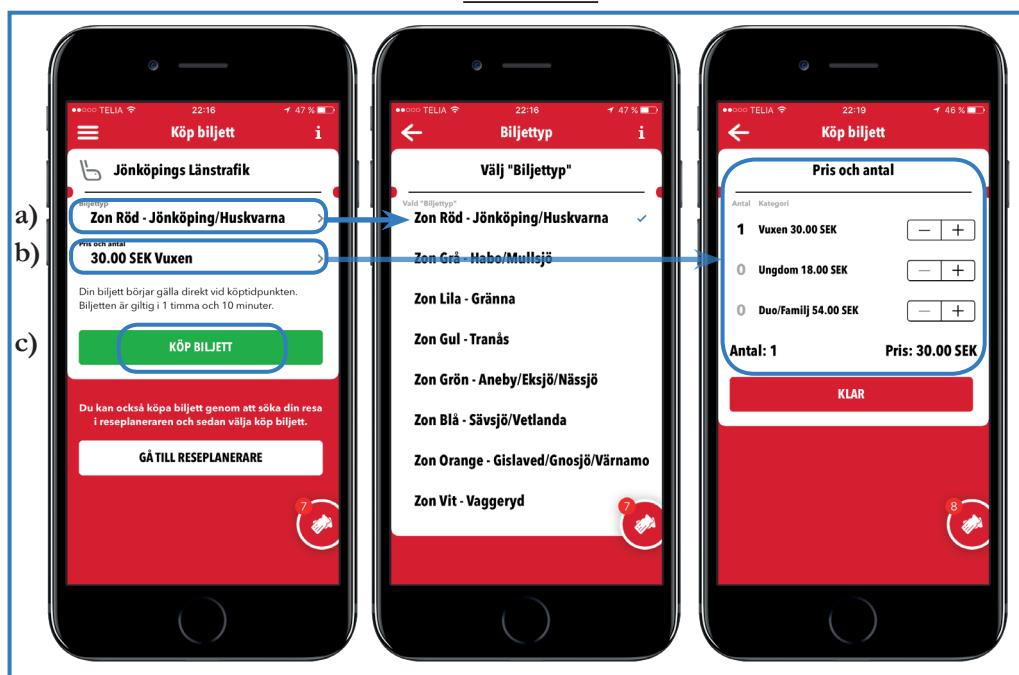 a)
b)
c)
●●○○○ TELIA 22:16 47 %
Köp biljett i
Jönköpings Länstrafik
Biljettyp
Zon Röd - Jönköping/Huskvarna
Pris och antal
30.00 SEK Vuxen
Din biljett börjar gälla direkt vid köptidpunkten.
Biljetten är giltig i 1 timma och 10 minuter.
KÖP BILJETT
Du kan också köpa biljett genom att söka din resa
i reseplaneraren och sedan välja köp biljett.
GÅ TILL RESEPLANERARE
7
●●○○○ TELIA 22:16 47 %
Biljettyp i
Välj "Biljettyp"
Vald "Biljettyp"
Zon Röd - Jönköping/Huskvarna
Zon Grå - Habo/Mullsjö
Zon Lila - Gränna
Zon Gul - Tranås
Zon Grön - Aneby/Eksjö/Nässjö
Zon Blå - Sävsjö/Vetlanda
Zon Orange - Gislaved/Gnosjö/Värnamo
Zon Vit - Vaggeryd
7
●●○○○ TELIA 22:19 46 %
Köp biljett
Pris och antal
Antal Kategori
1 Vuxen 30.00 SEK − +
0 Ungdom 18.00 SEK − +
0 Duo/Familj 54.00 SEK − +
Antal: 1 Pris: 30.00 SEK
KLAR
8